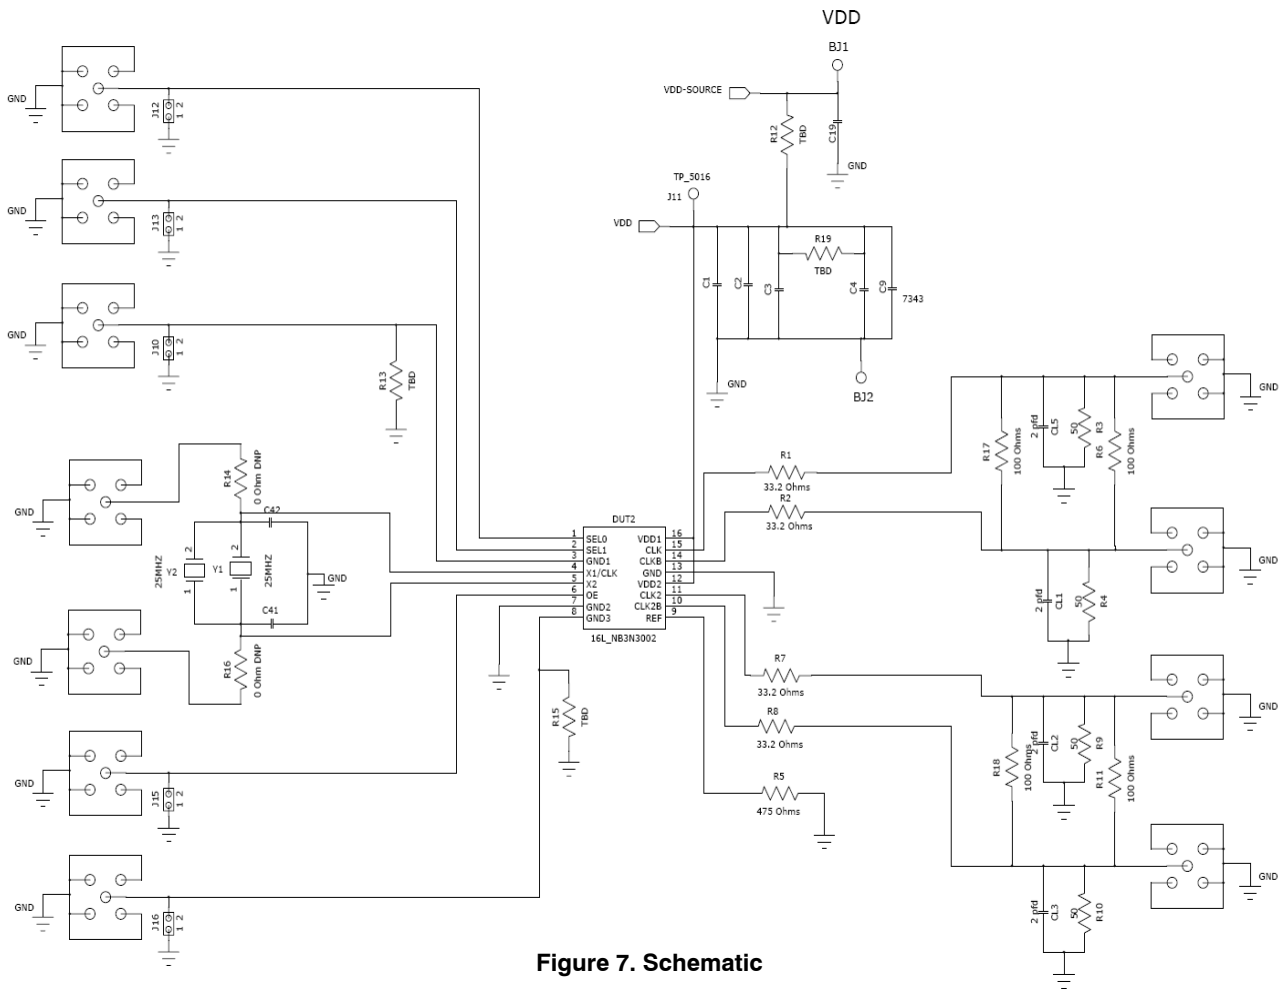 VDD
BJ1
VDD-SOURCE
R12
TBD
C19
GND
TP_5016
J11
VDD
C1
C2
C3
R19
TBD
C4
C9
7343
GND
BJ2
GND
J12
1 2
GND
J13
1 2
GND
J10
1 2
R13
TBD
GND
R14
0 Ohm DNP
C42
25MHZ
Y2
2
1
Y1
2
1
25MHZ
GND
C41
GND
R16
0 Ohm DNP
GND
J15
1 2
GND
J16
1 2
R15
TBD
DUT2
1 SEL0 VDD1 16
2 SEL1 CLK 15
3 GND1 CLKB 14
4 X1/CLK GND 13
5 X2 VDD2 12
6 OE CLK2 11
7 GND2 CLK2B 10
8 GND3 REF 9
16L_NB3N3002
R1
33.2 Ohms
R2
33.2 Ohms
R7
33.2 Ohms
R8
33.2 Ohms
R5
475 Ohms
R17
100 Ohms
2 pfd
CL5
50
R3
R6
100 Ohms
GND
2 pfd
CL1
50
R4
GND
R18
100 Ohms
2 pfd
CL2
50
R9
R11
100 Ohms
GND
2 pfd
CL3
50
R10
GND
Figure 7. Schematic